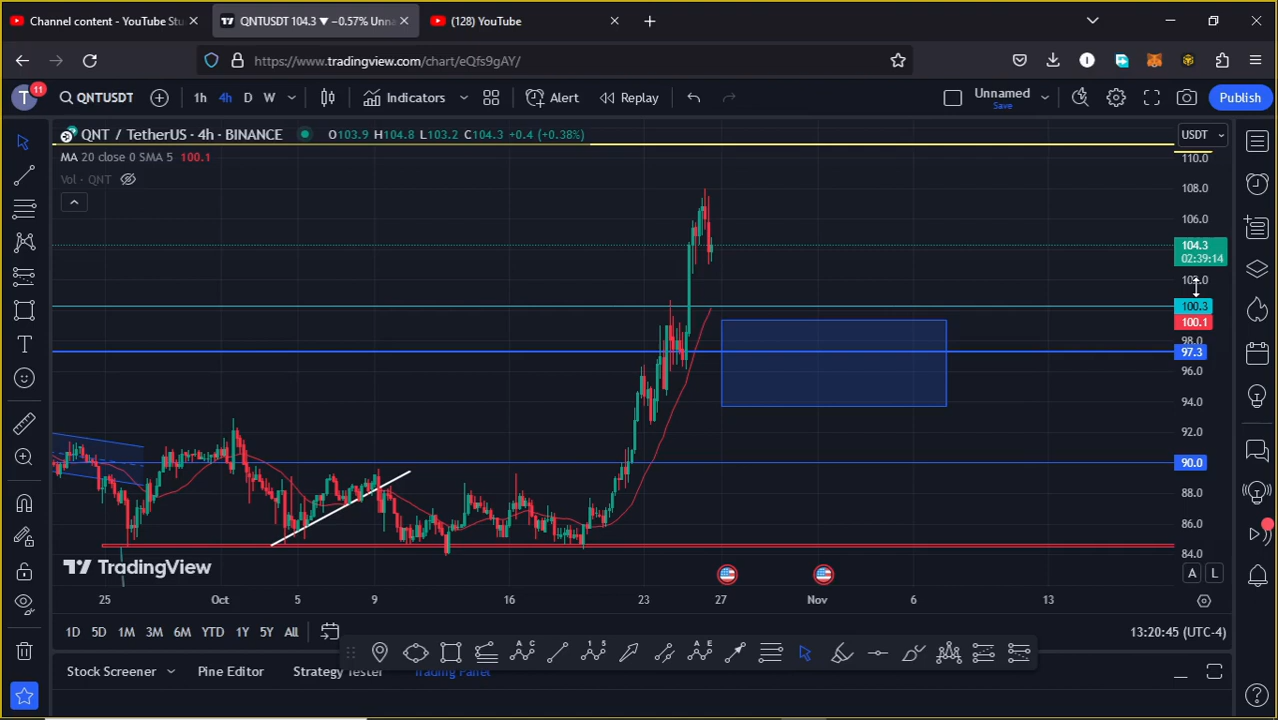 Channel content - YouTube Stu
QNTUSDT 104.3 ▼ −0.57% Unna
(128) YouTube
https://www.tradingview.com/chart/eQfs9gAY/
T
11
QNTUSDT
1h
4h
D
W
Indicators
Alert
Replay
Unnamed
Save
Publish
QNT / TetherUS · 4h · BINANCE
O103.9 H104.8 L103.2 C104.3 +0.4 (+0.38%)
USDT
MA 20 close 0 SMA 5 100.1
Vol · QNT
110.0
108.0
106.0
104.3
02:39:14
100.3
100.1
98.0
97.3
96.0
94.0
92.0
90.0
88.0
86.0
84.0
TradingView
A
L
25
Oct
5
9
16
23
27
Nov
6
13
1D
5D
1M
3M
6M
YTD
1Y
5Y
All
13:20:45 (UTC-4)
Stock Screener
Pine Editor
Strategy Tester
Trading Panel